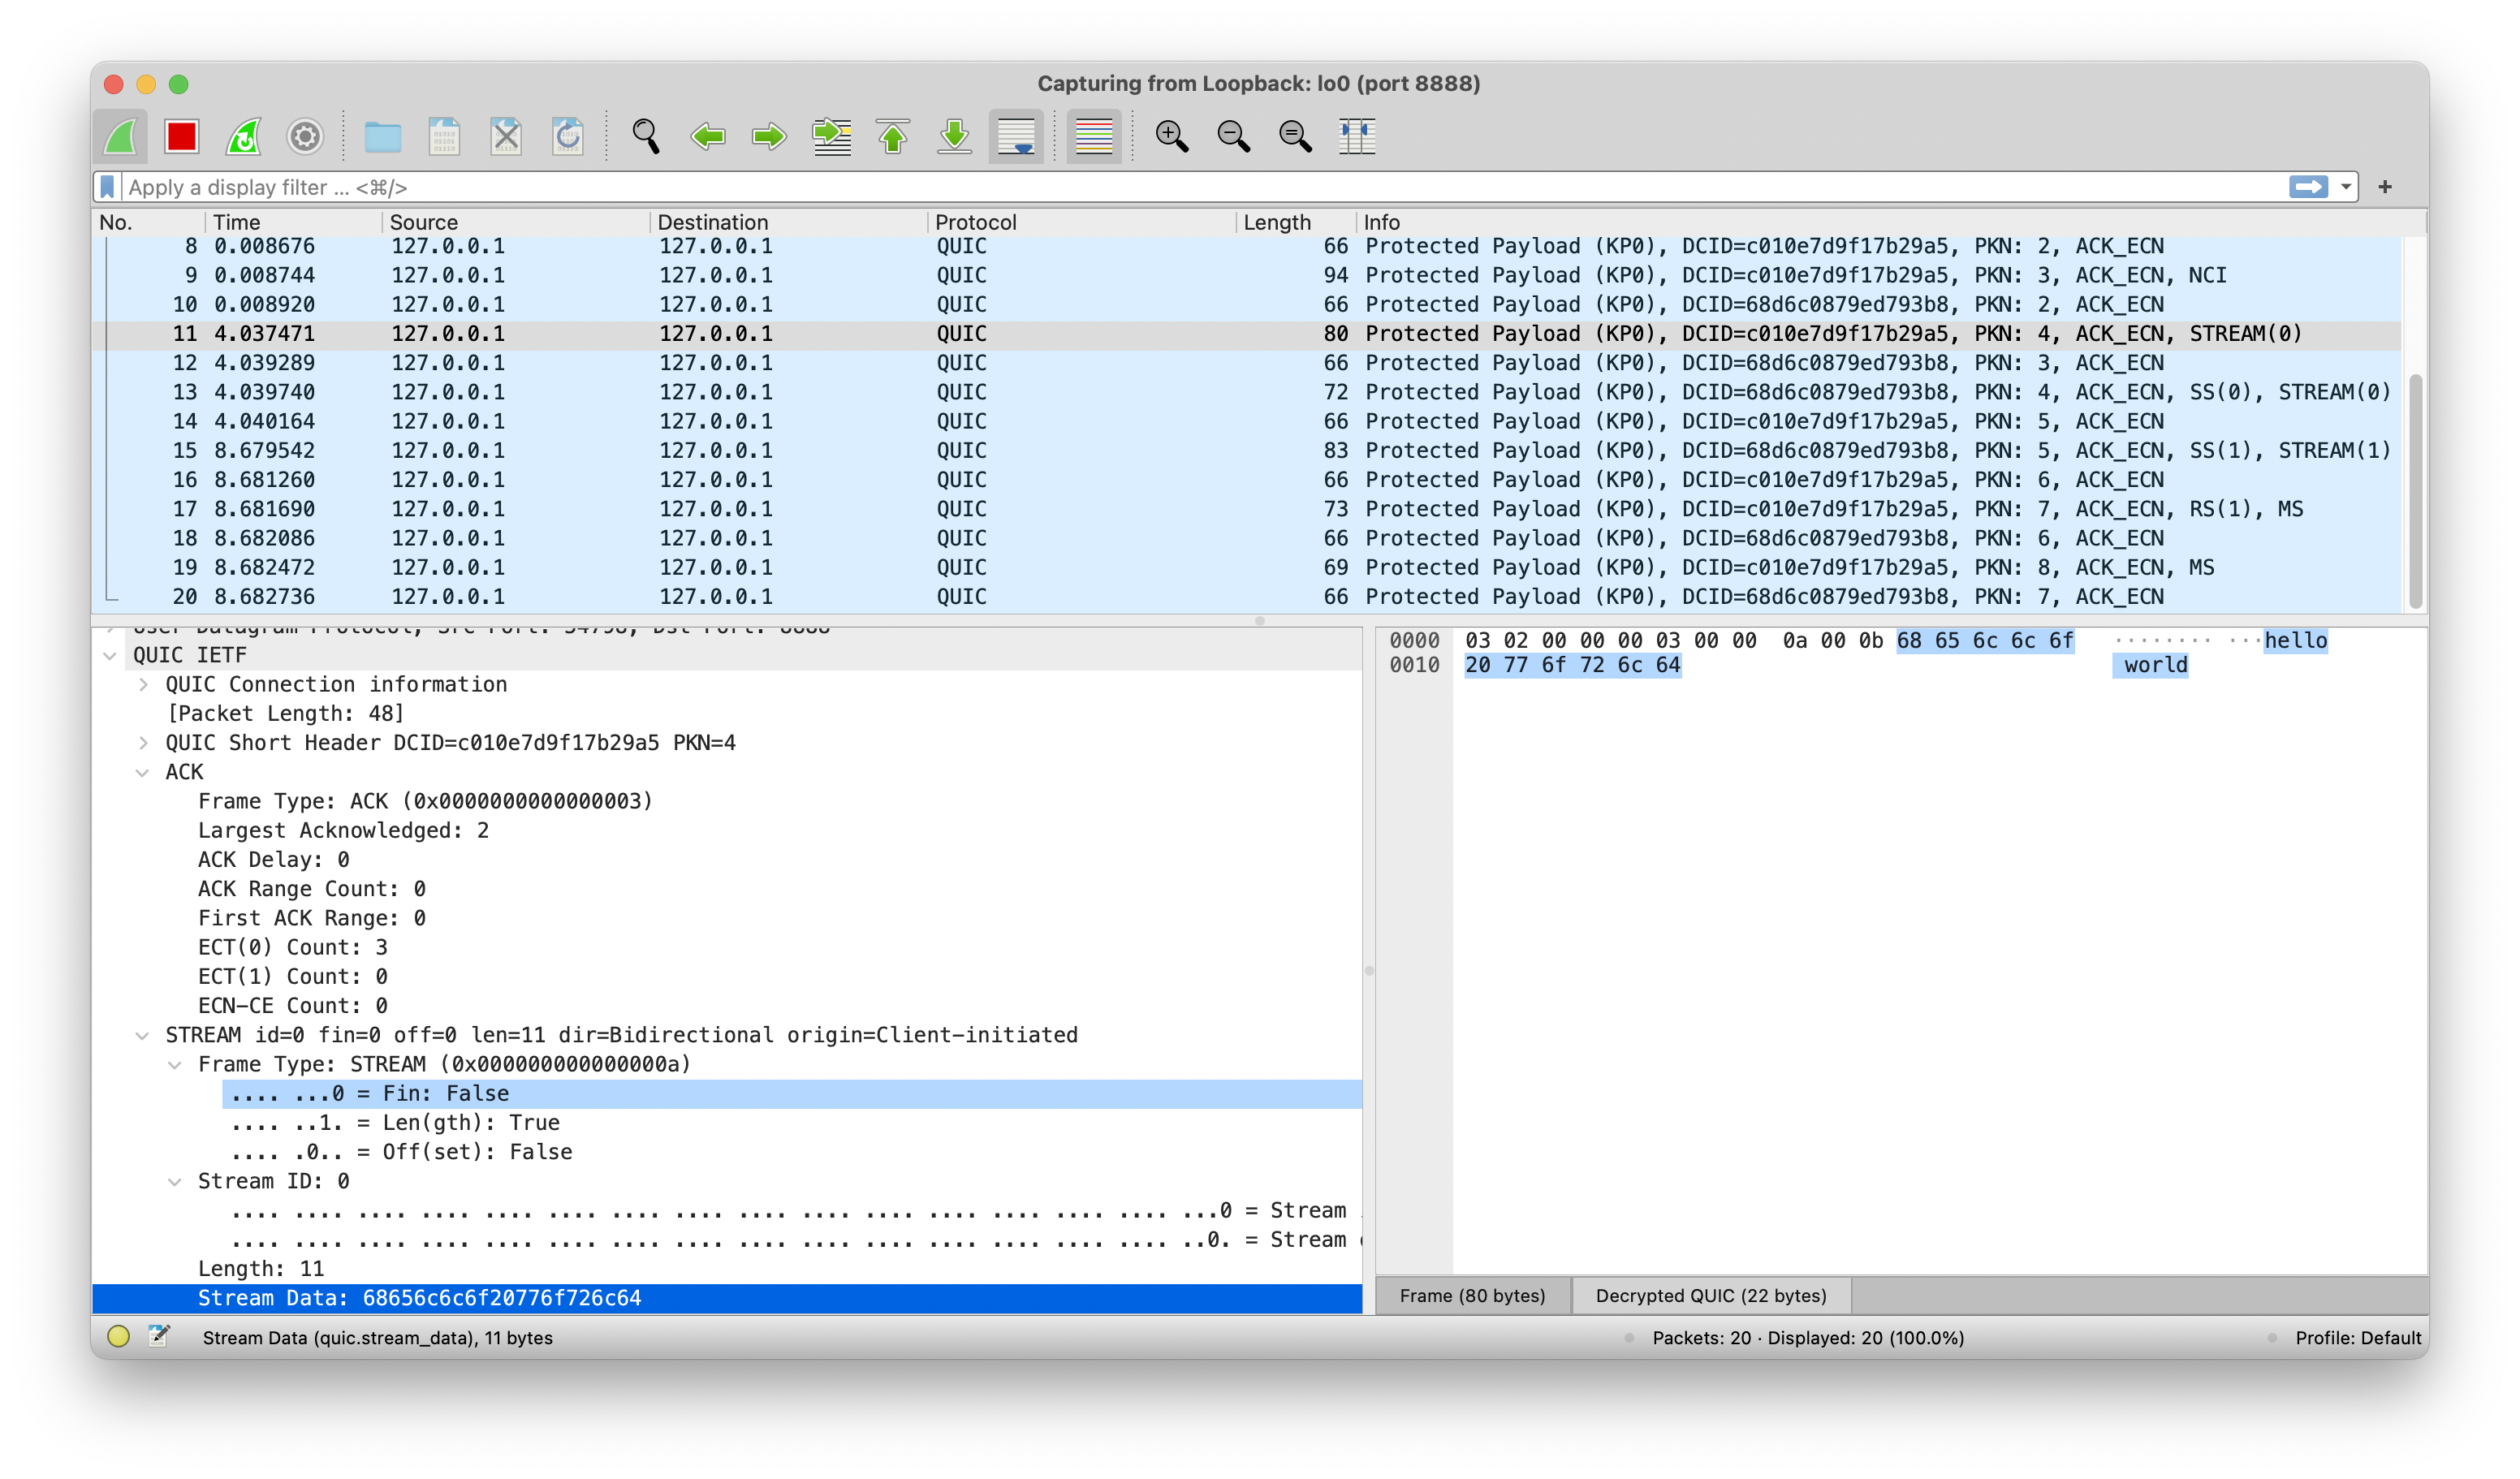 Capturing from Loopback: lo0 (port 8888)
Apply a display filter ... <⌘/>
No. Time Source Destination Protocol Length Info
8 0.008676 127.0.0.1 127.0.0.1 QUIC 66 Protected Payload (KP0), DCID=c010e7d9f17b29a5, PKN: 2, ACK_ECN
9 0.008744 127.0.0.1 127.0.0.1 QUIC 94 Protected Payload (KP0), DCID=c010e7d9f17b29a5, PKN: 3, ACK_ECN, NCI
10 0.008920 127.0.0.1 127.0.0.1 QUIC 66 Protected Payload (KP0), DCID=68d6c0879ed793b8, PKN: 2, ACK_ECN
11 4.037471 127.0.0.1 127.0.0.1 QUIC 80 Protected Payload (KP0), DCID=c010e7d9f17b29a5, PKN: 4, ACK_ECN, STREAM(0)
12 4.039289 127.0.0.1 127.0.0.1 QUIC 66 Protected Payload (KP0), DCID=68d6c0879ed793b8, PKN: 3, ACK_ECN
13 4.039740 127.0.0.1 127.0.0.1 QUIC 72 Protected Payload (KP0), DCID=68d6c0879ed793b8, PKN: 4, ACK_ECN, SS(0), STREAM(0)
14 4.040164 127.0.0.1 127.0.0.1 QUIC 66 Protected Payload (KP0), DCID=c010e7d9f17b29a5, PKN: 5, ACK_ECN
15 8.679542 127.0.0.1 127.0.0.1 QUIC 83 Protected Payload (KP0), DCID=68d6c0879ed793b8, PKN: 5, ACK_ECN, SS(1), STREAM(1)
16 8.681260 127.0.0.1 127.0.0.1 QUIC 66 Protected Payload (KP0), DCID=c010e7d9f17b29a5, PKN: 6, ACK_ECN
17 8.681690 127.0.0.1 127.0.0.1 QUIC 73 Protected Payload (KP0), DCID=c010e7d9f17b29a5, PKN: 7, ACK_ECN, RS(1), MS
18 8.682086 127.0.0.1 127.0.0.1 QUIC 66 Protected Payload (KP0), DCID=68d6c0879ed793b8, PKN: 6, ACK_ECN
19 8.682472 127.0.0.1 127.0.0.1 QUIC 69 Protected Payload (KP0), DCID=c010e7d9f17b29a5, PKN: 8, ACK_ECN, MS
20 8.682736 127.0.0.1 127.0.0.1 QUIC 66 Protected Payload (KP0), DCID=68d6c0879ed793b8, PKN: 7, ACK_ECN
QUIC IETF
QUIC Connection information
[Packet Length: 48]
QUIC Short Header DCID=c010e7d9f17b29a5 PKN=4
ACK
Frame Type: ACK (0x0000000000000003)
Largest Acknowledged: 2
ACK Delay: 0
ACK Range Count: 0
First ACK Range: 0
ECT(0) Count: 3
ECT(1) Count: 0
ECN-CE Count: 0
STREAM id=0 fin=0 off=0 len=11 dir=Bidirectional origin=Client-initiated
Frame Type: STREAM (0x000000000000000a)
.... ...0 = Fin: False
.... ..1. = Len(gth): True
.... .0.. = Off(set): False
Stream ID: 0
.... .... .... .... .... .... .... .... .... .... .... .... .... .... .... ...0 = Stream
.... .... .... .... .... .... .... .... .... .... .... .... .... .... .... ..0. = Stream
Length: 11
Stream Data: 68656c6c6f20776f726c64
0000 03 02 00 00 00 03 00 00 0a 00 0b 68 65 6c 6c 6f ········ ···hello
0010 20 77 6f 72 6c 64 world
Frame (80 bytes) Decrypted QUIC (22 bytes)
Stream Data (quic.stream_data), 11 bytes
Packets: 20 · Displayed: 20 (100.0%)
Profile: Default